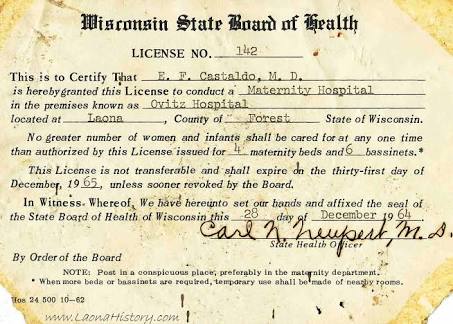 Wisconsin State Board of Health
LICENSE NO. 142
This is to Certify That E. F. Castaldo, M. D.
is hereby granted this License to conduct a Maternity Hospital
in the premises known as Ovitz Hospital
located at Laona, County of Forest State of Wisconsin.
No greater number of women and infants shall be cared for at any one time
than authorized by this License issued for 4 maternity beds and 6 bassinets.*
This License is not transferable and shall expire on the thirty-first day of
December, 1965, unless sooner revoked by the Board.
In Witness Whereof, We have hereunto set our hands and affixed the seal of
the State Board of Health of Wisconsin this 28 day of December 1964
Carl N. Neupert, M. D.
State Health Officer
By Order of the Board
NOTE: Post in a conspicuous place, preferably in the maternity department.
* When more beds or bassinets are required, temporary use shall be made of nearby rooms.
Hos 24 500 10-62
www.LaonaHistory.com